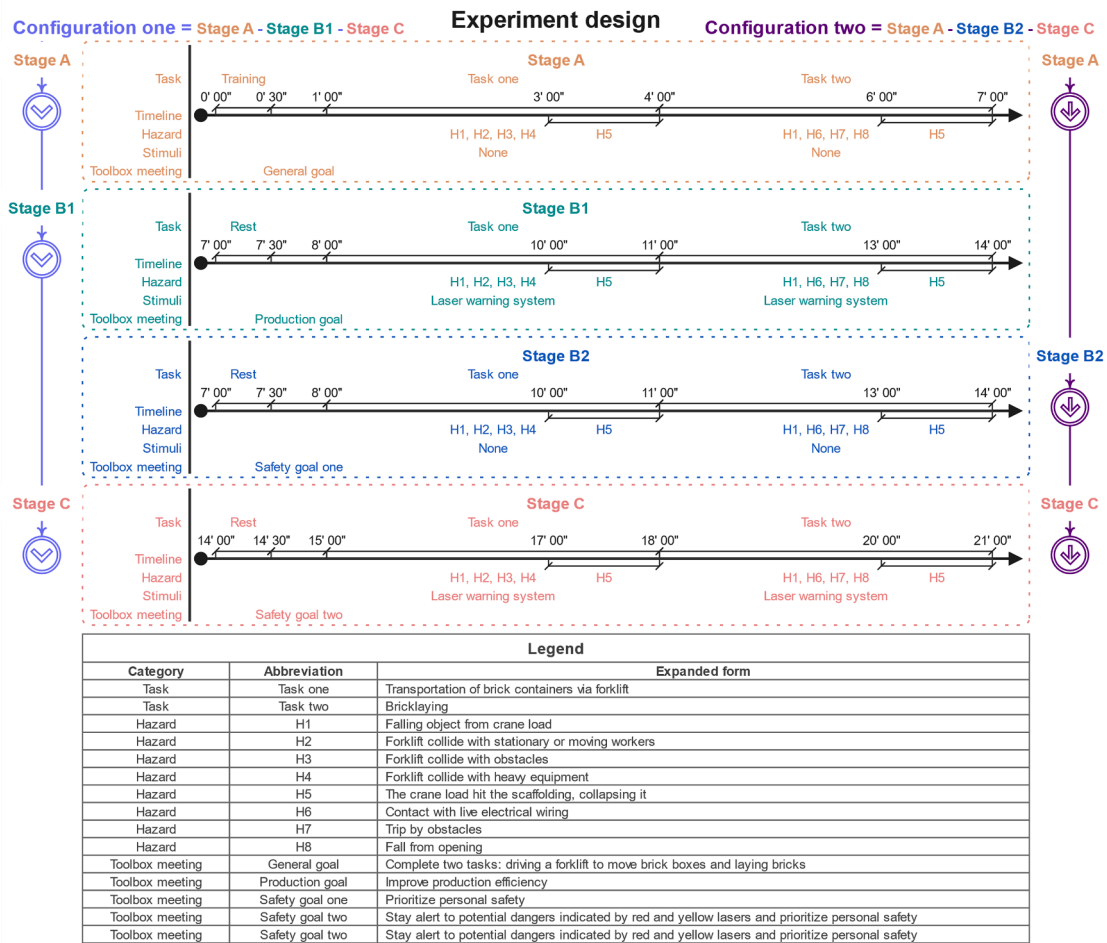 Experiment design
Configuration one = Stage A - Stage B1 - Stage C
Configuration two = Stage A - Stage B2 - Stage C
Stage A
Stage A
Stage A
Task Training Task one Task two
0' 00" 0' 30" 1' 00" 3' 00" 4' 00" 6' 00" 7' 00"
Timeline
Hazard H1, H2, H3, H4 H5 H1, H6, H7, H8 H5
Stimuli None None
Toolbox meeting General goal
Stage B1
Stage B1
Task Rest Task one Task two
7' 00" 7' 30" 8' 00" 10' 00" 11' 00" 13' 00" 14' 00"
Timeline
Hazard H1, H2, H3, H4 H5 H1, H6, H7, H8 H5
Stimuli Laser warning system Laser warning system
Toolbox meeting Production goal
Stage B2
Stage B2
Task Rest Task one Task two
7' 00" 7' 30" 8' 00" 10' 00" 11' 00" 13' 00" 14' 00"
Timeline
Hazard H1, H2, H3, H4 H5 H1, H6, H7, H8 H5
Stimuli None None
Toolbox meeting Safety goal one
Stage C
Stage C
Stage C
Task Rest Task one Task two
14' 00" 14' 30" 15' 00" 17' 00" 18' 00" 20' 00" 21' 00"
Timeline
Hazard H1, H2, H3, H4 H5 H1, H6, H7, H8 H5
Stimuli Laser warning system Laser warning system
Toolbox meeting Safety goal two
Legend
Category Abbreviation Expanded form
Task Task one Transportation of brick containers via forklift
Task Task two Bricklaying
Hazard H1 Falling object from crane load
Hazard H2 Forklift collide with stationary or moving workers
Hazard H3 Forklift collide with obstacles
Hazard H4 Forklift collide with heavy equipment
Hazard H5 The crane load hit the scaffolding, collapsing it
Hazard H6 Contact with live electrical wiring
Hazard H7 Trip by obstacles
Hazard H8 Fall from opening
Toolbox meeting General goal Complete two tasks: driving a forklift to move brick boxes and laying bricks
Toolbox meeting Production goal Improve production efficiency
Toolbox meeting Safety goal one Prioritize personal safety
Toolbox meeting Safety goal two Stay alert to potential dangers indicated by red and yellow lasers and prioritize personal safety
Toolbox meeting Safety goal two Stay alert to potential dangers indicated by red and yellow lasers and prioritize personal safety